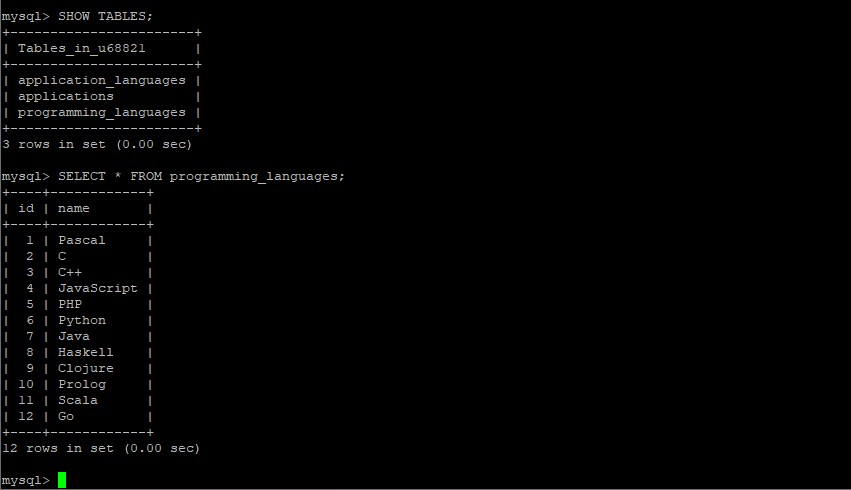 mysql> SHOW TABLES;
+-----------------------+
| Tables_in_u68821      |
+-----------------------+
| application_languages |
| applications          |
| programming_languages |
+-----------------------+
3 rows in set (0.00 sec)
mysql> SELECT * FROM programming_languages;
+----+------------+
| id | name       |
+----+------------+
|  1 | Pascal     |
|  2 | C          |
|  3 | C++        |
|  4 | JavaScript |
|  5 | PHP        |
|  6 | Python     |
|  7 | Java       |
|  8 | Haskell    |
|  9 | Clojure    |
| 10 | Prolog     |
| 11 | Scala      |
| 12 | Go         |
+----+------------+
12 rows in set (0.00 sec)
mysql>